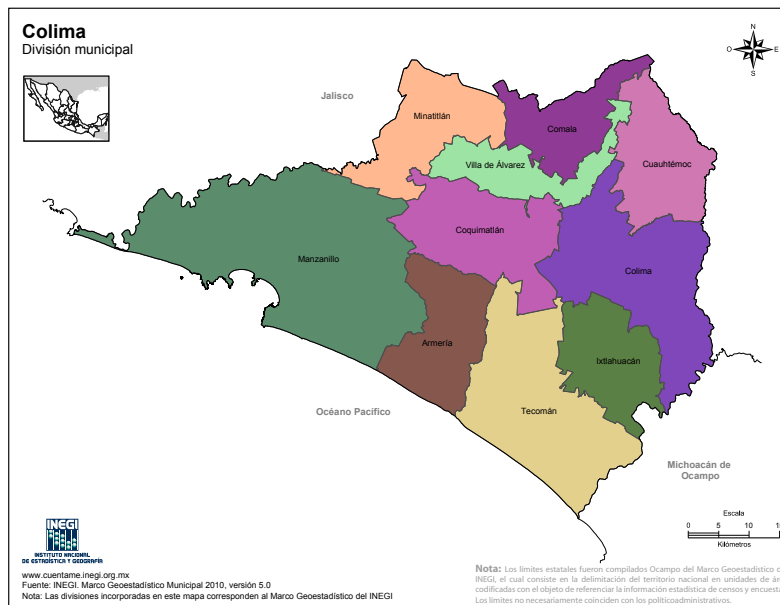 Colima
División municipal
N
O
E
S
Jalisco
Minatitlán
Comala
Villa de Álvarez
Cuauhtémoc
Coquimatlán
Manzanillo
Colima
Armería
Ixtlahuacán
Tecomán
Océano Pacífico
Michoacán de
Ocampo
Escala
0 5 10
Kilómetros
INEGI
INSTITUTO NACIONAL
DE ESTADÍSTICA Y GEOGRAFÍA
www.cuentame.inegi.org.mx
Fuente: INEGI. Marco Geoestadístico Municipal 2010, versión 5.0
Nota: Las divisiones incorporadas en este mapa corresponden al Marco Geoestadístico del INEGI
Nota: Los límites estatales fueron compilados Ocampo del Marco Geoestadístico
INEGI, el cual consiste en la delimitación del territorio nacional en unidades de
codificadas con el objeto de referenciar la información estadística de censos y
Los límites no necesariamente coinciden con los politicoadministrativos.